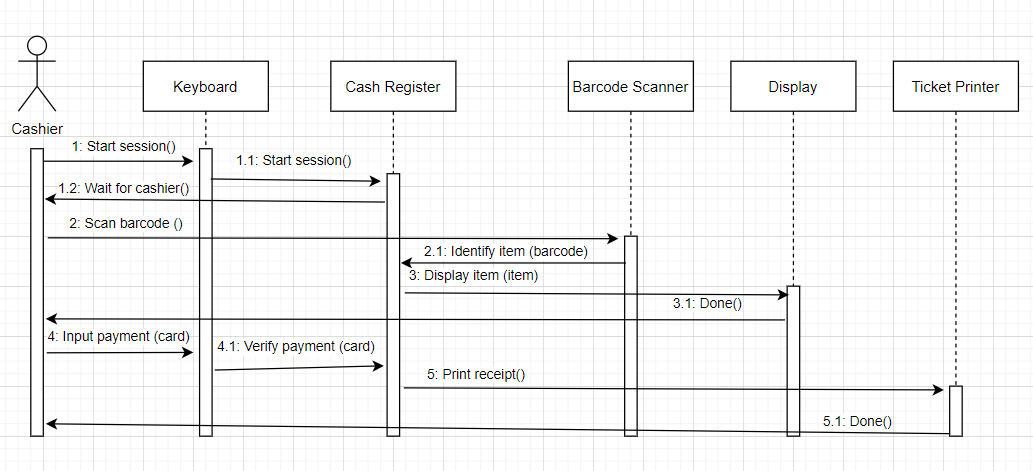 Keyboard
Cash Register
Barcode Scanner
Display
Ticket Printer
Cashier
1: Start session()
1.1: Start session()
1.2: Wait for cashier()
2: Scan barcode ()
2.1: Identify item (barcode)
3: Display item (item)
3.1: Done()
4: Input payment (card)
4.1: Verify payment (card)
5: Print receipt()
5.1: Done()